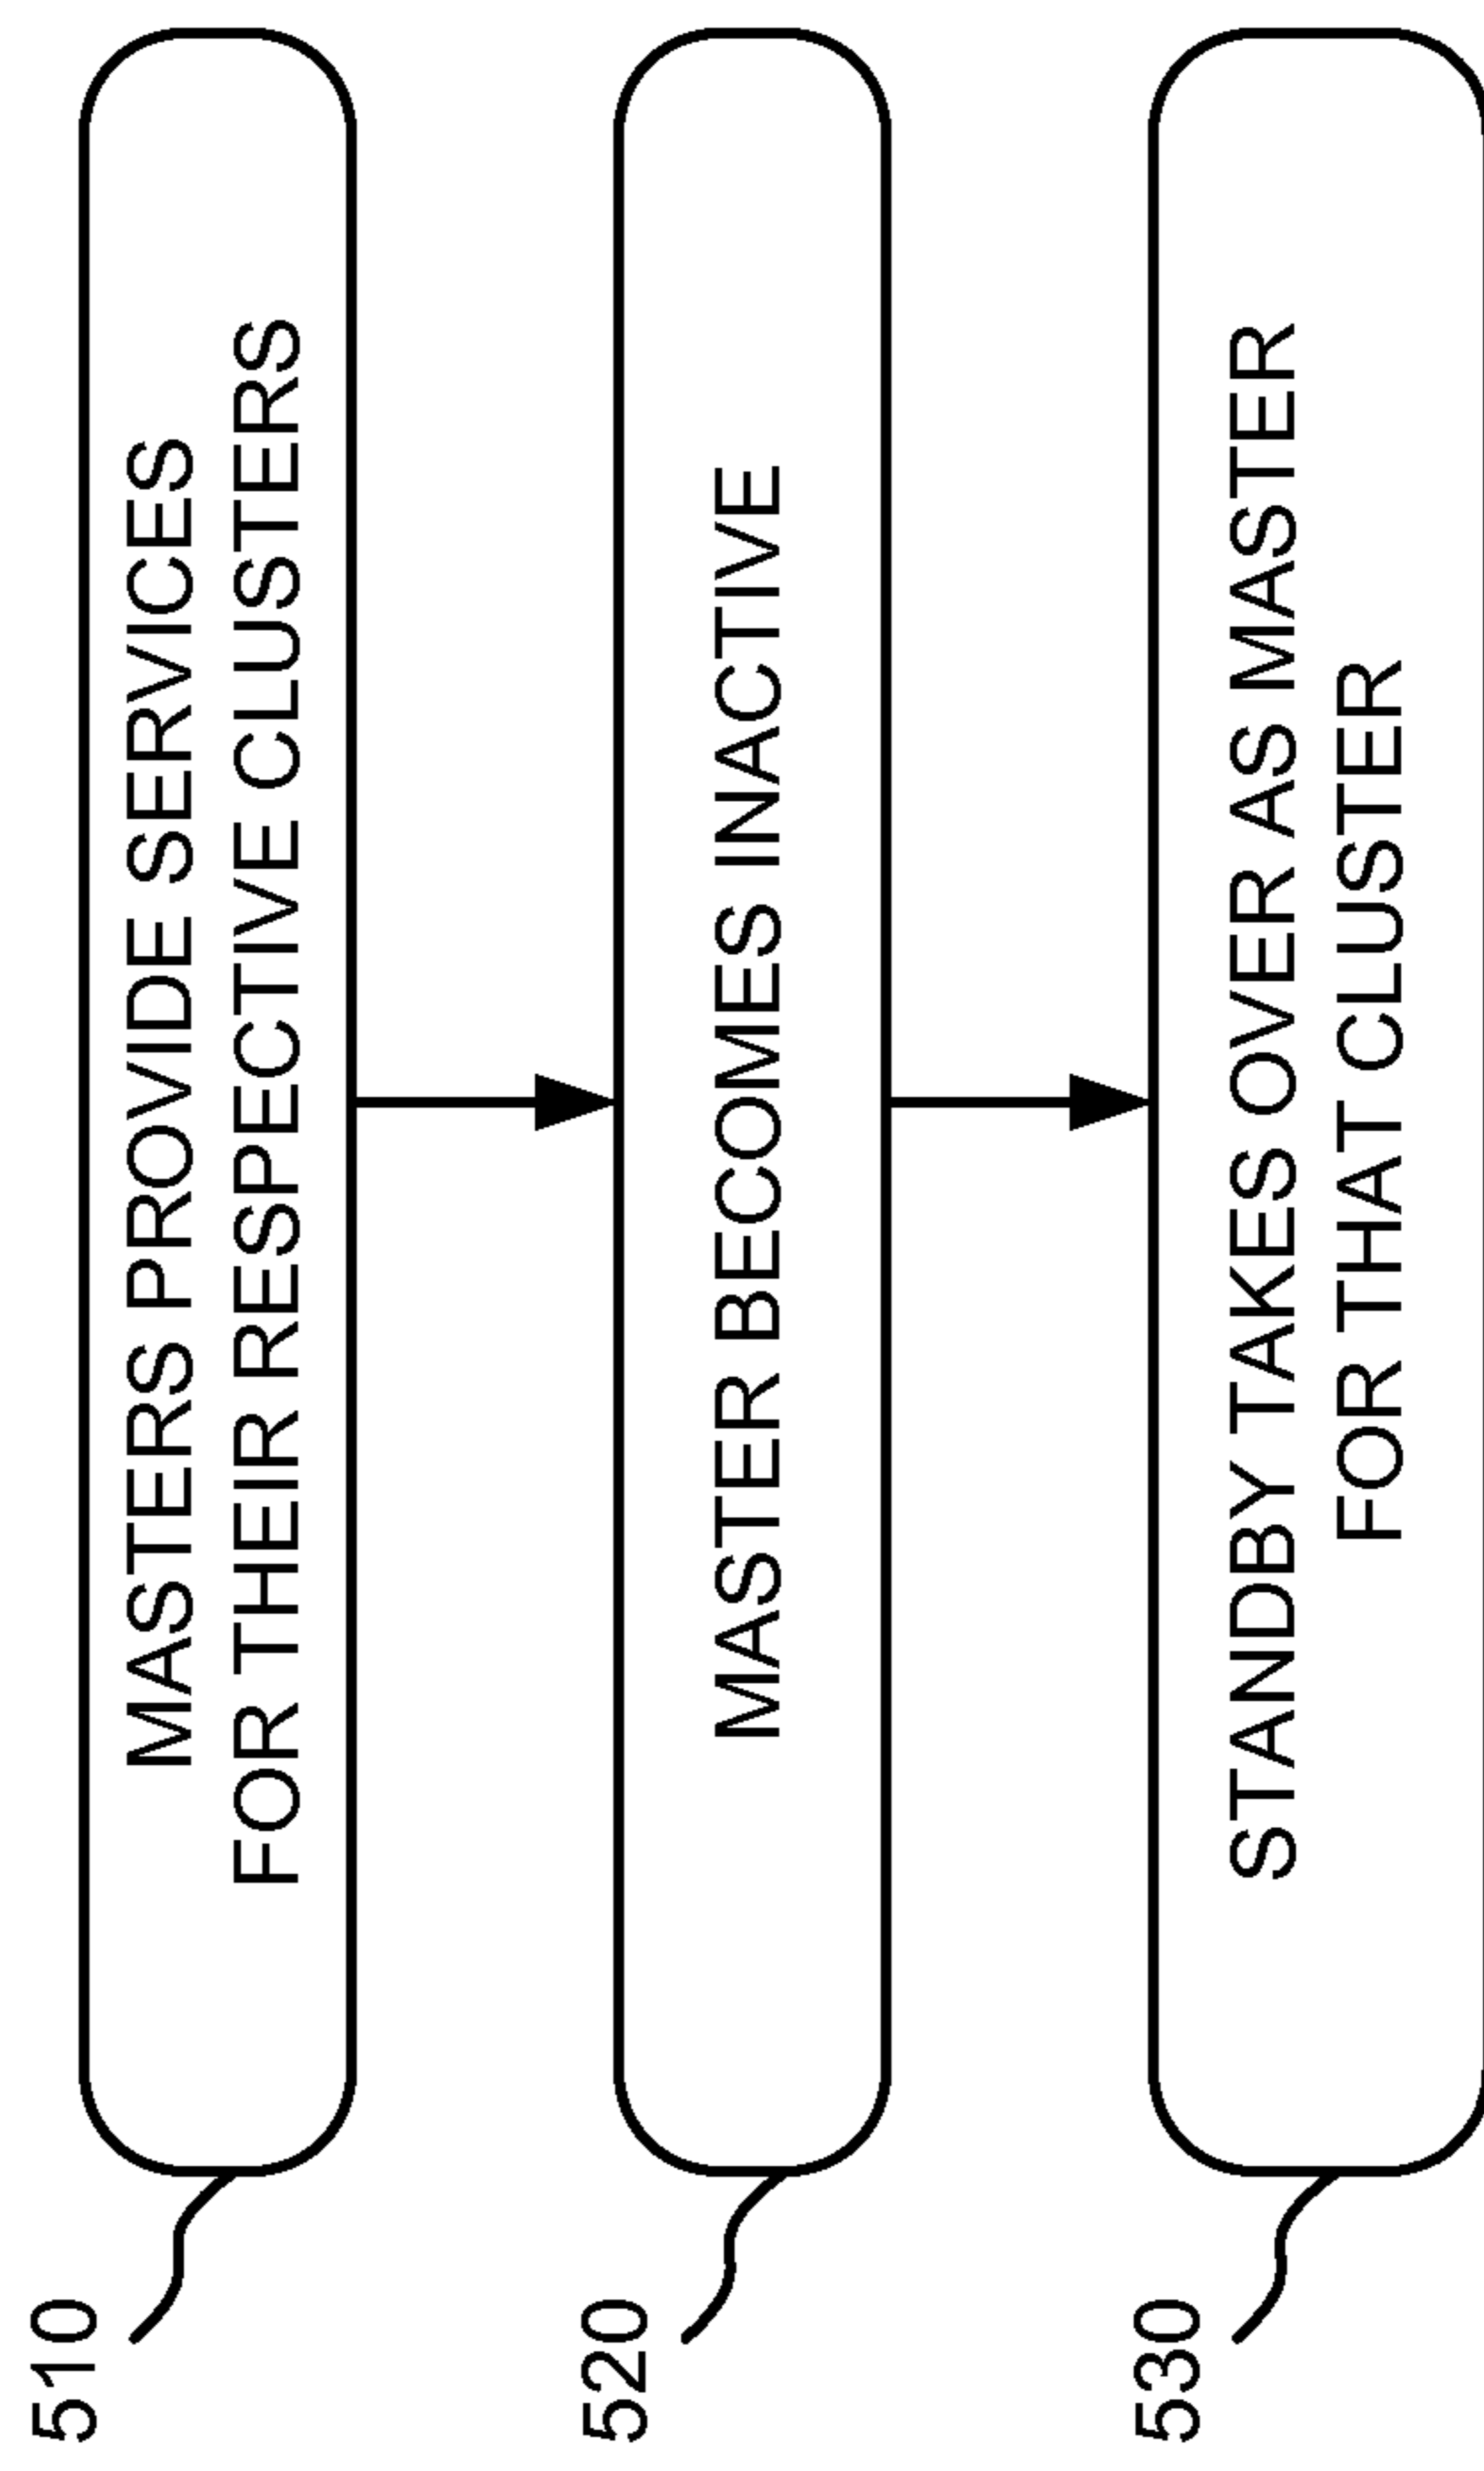 510
MASTERS PROVIDE SERVICES
FOR THEIR RESPECTIVE CLUSTERS
520
MASTER BECOMES INACTIVE
530
STANDBY TAKES OVER AS MASTER
FOR THAT CLUSTER